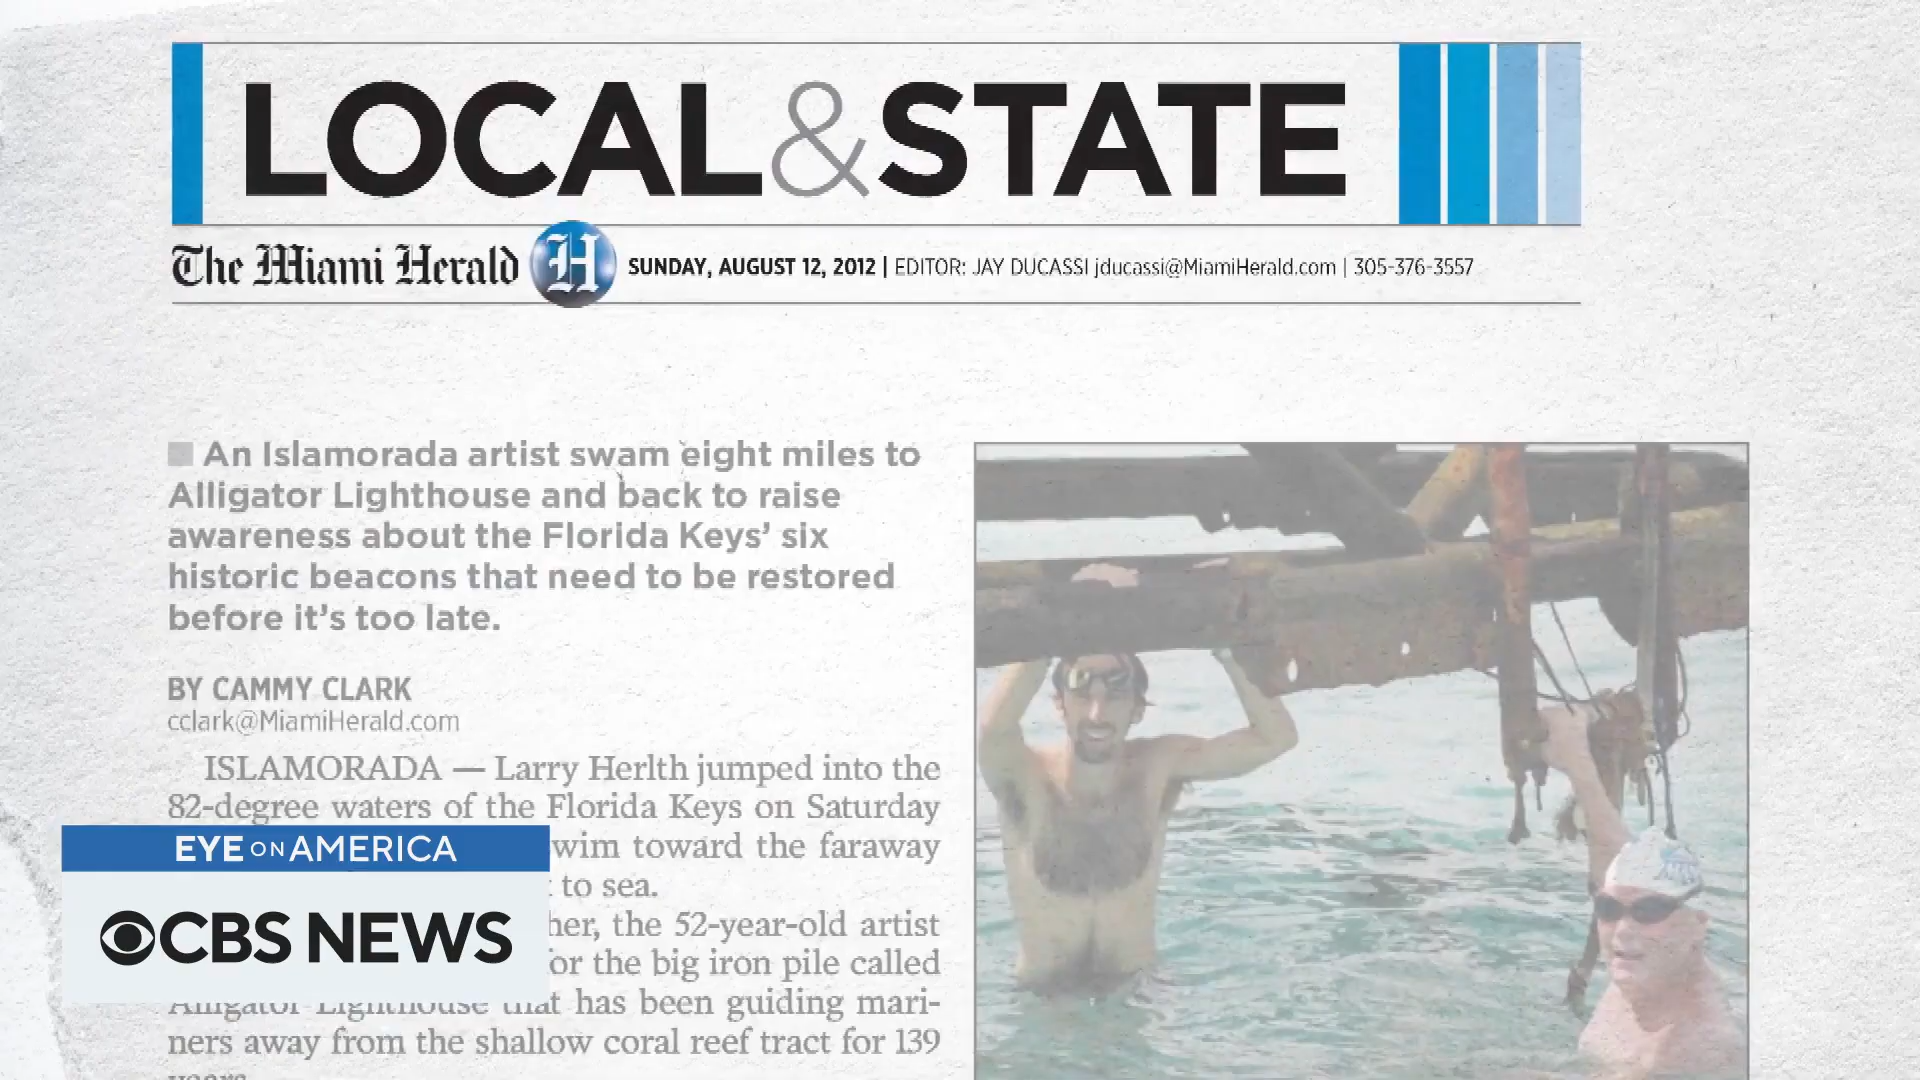 LOCAL&STATE
The Miami Herald H SUNDAY, AUGUST 12, 2012 | EDITOR: JAY DUCASSI jducassi@MiamiHerald.com | 305-376-3557
An Islamorada artist swam eight miles to
Alligator Lighthouse and back to raise
awareness about the Florida Keys' six
historic beacons that need to be restored
before it's too late.
BY CAMMY CLARK
cclark@MiamiHerald.com
ISLAMORADA — Larry Herlth jumped into the
82-degree waters of the Florida Keys on Saturday
toward the faraway
to sea.
the 52-year-old artist
the big iron pile called
Alligator Lighthouse that has been guiding mari-
ners away from the shallow coral reef tract for 139
years.
EYE ON AMERICA
CBS NEWS